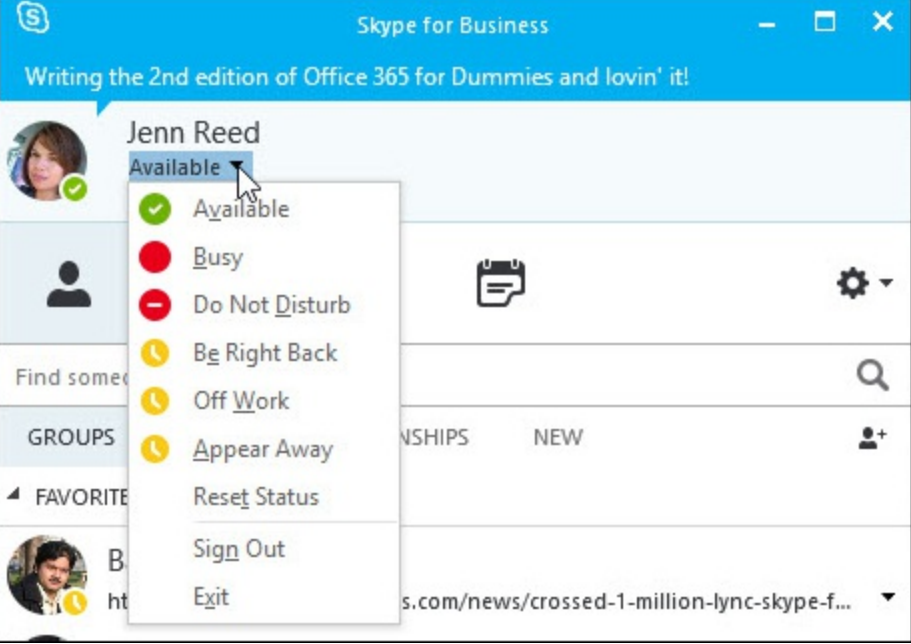 Skype for Business
Writing the 2nd edition of Office 365 for Dummies and lovin' it!
Jenn Reed
Available
Available
Busy
Do Not Disturb
Be Right Back
Off Work
Appear Away
Reset Status
Sign Out
Exit
Find
GROUPS
NSHIPS
NEW
FAVORITE
B
ht
s.com/news/crossed-1-million-lync-skype-f...